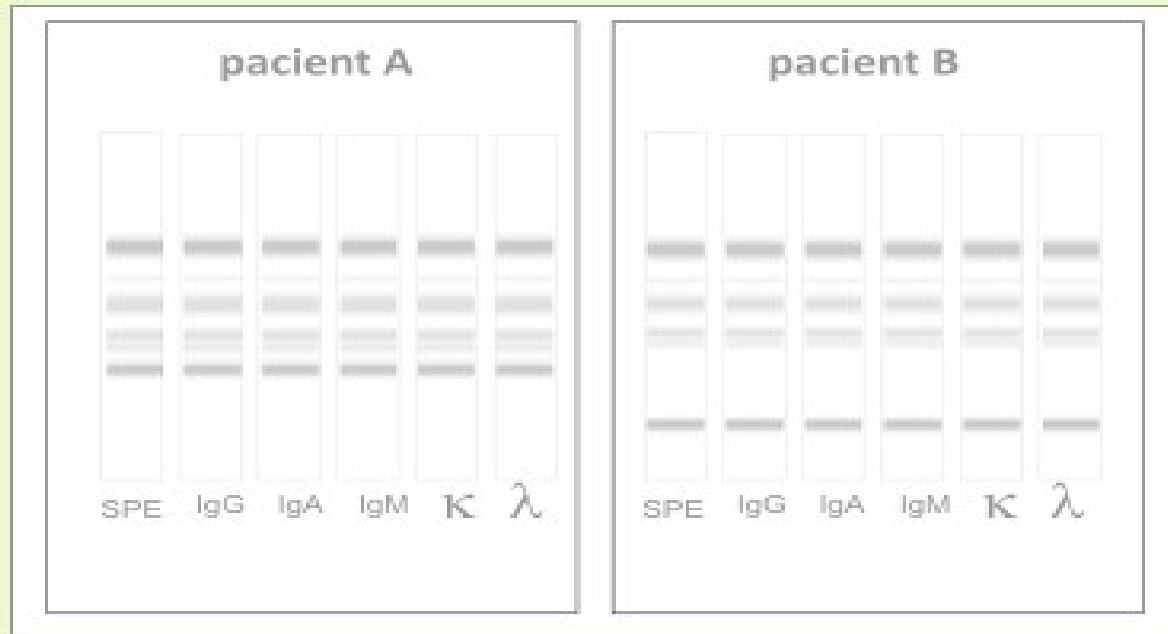 pacient A
SPE IgG IgA IgM κ λ
pacient B
SPE IgG IgA IgM κ λ